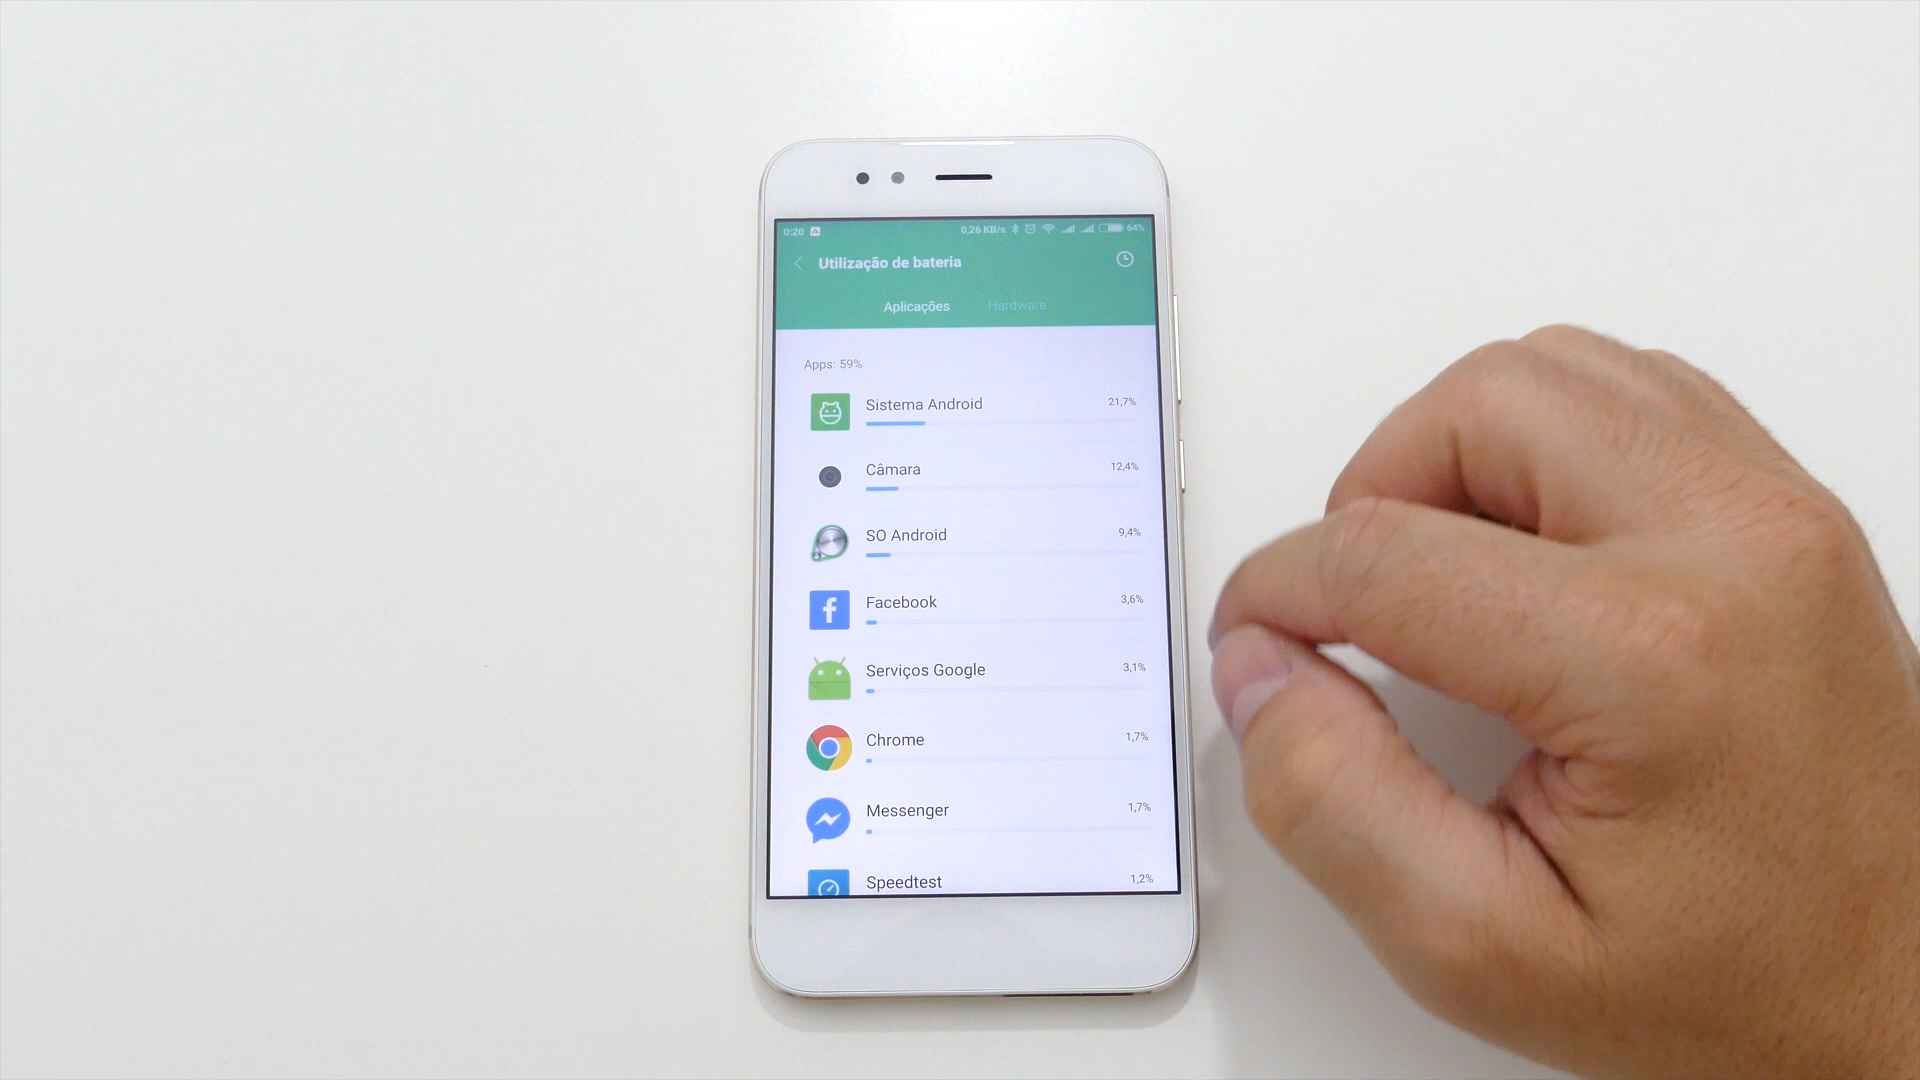 0:20 0,26 KB/s 64%
Utilização de bateria
Aplicações Hardware
Apps: 59%
Sistema Android 21,7%
Câmara 12,4%
SO Android 9,4%
Facebook 3,6%
Serviços Google 3,1%
Chrome 1,7%
Messenger 1,7%
Speedtest 1,2%